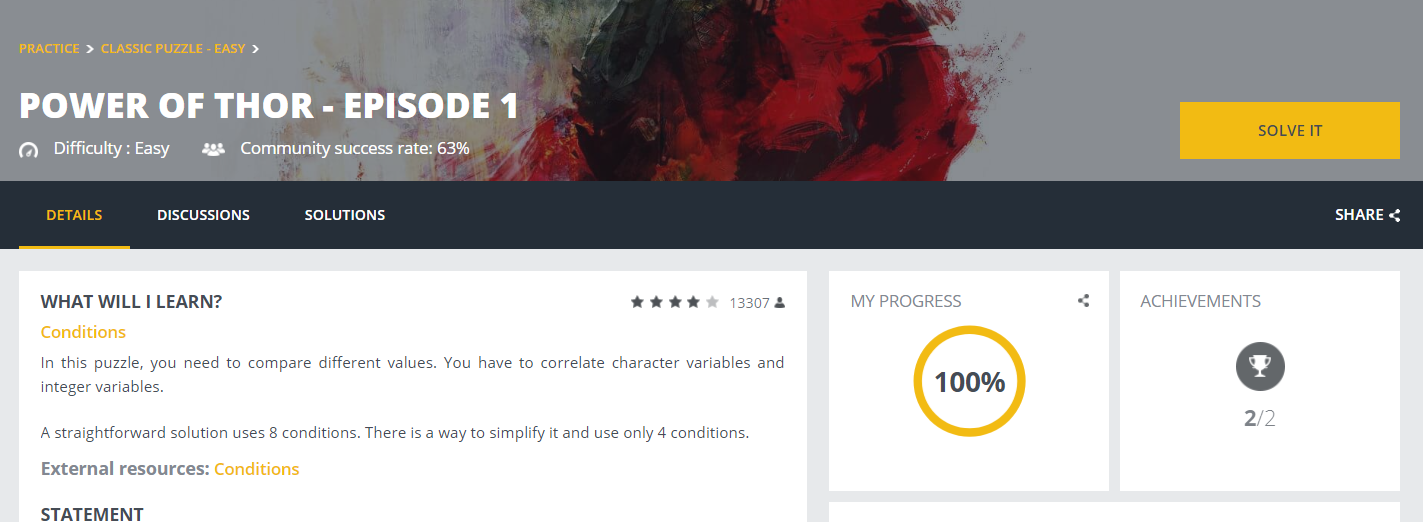 PRACTICE > CLASSIC PUZZLE - EASY >
POWER OF THOR - EPISODE 1
Difficulty : Easy Community success rate: 63%
SOLVE IT
DETAILS DISCUSSIONS SOLUTIONS
SHARE
WHAT WILL I LEARN?
13307
Conditions
In this puzzle, you need to compare different values. You have to correlate character variables and
integer variables.
A straightforward solution uses 8 conditions. There is a way to simplify it and use only 4 conditions.
External resources: Conditions
STATEMENT
MY PROGRESS
100%
ACHIEVEMENTS
2/2